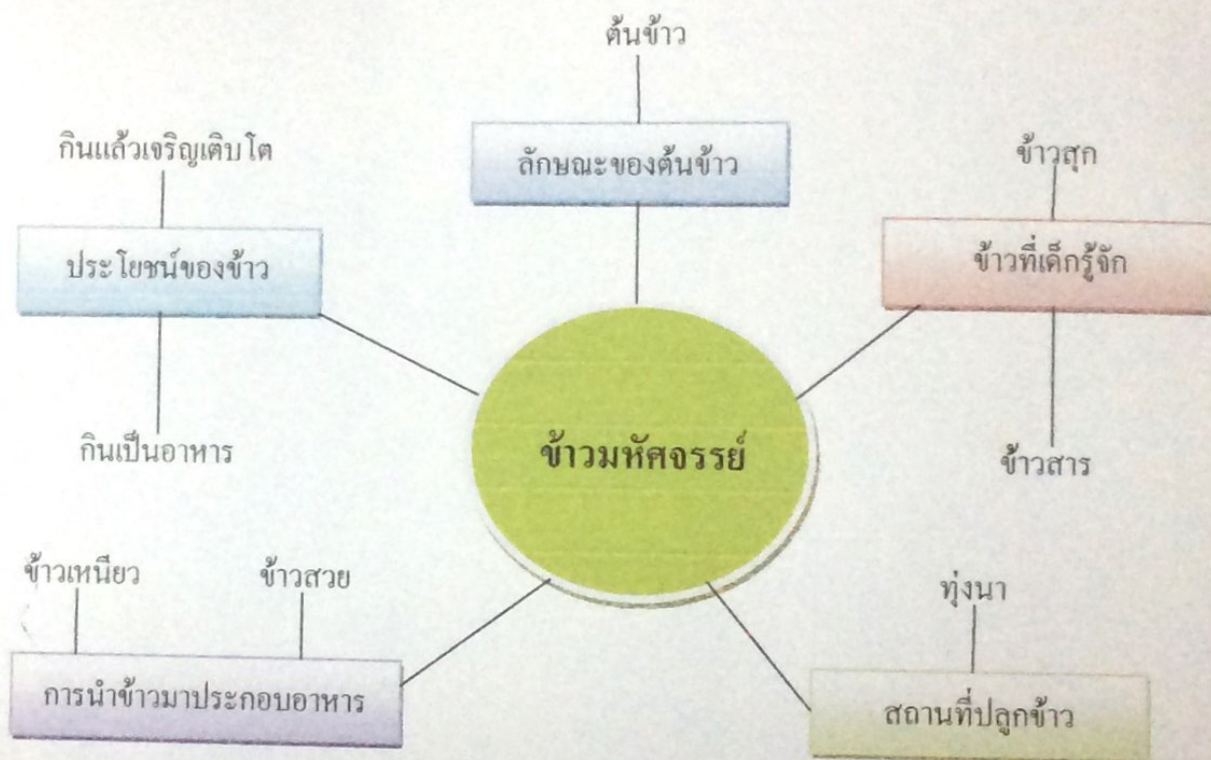 ต้นข้าว
ลักษณะของต้นข้าว
กินแล้วเจริญเติบโต
ประโยชน์ของข้าว
กินเป็นอาหาร
ข้าวสุก
ข้าวที่เด็กรู้จัก
ข้าวสาร
ข้าวมหัศจรรย์
ข้าวเหนียว
ข้าวสวย
การนำข้าวมาประกอบอาหาร
ทุ่งนา
สถานที่ปลูกข้าว